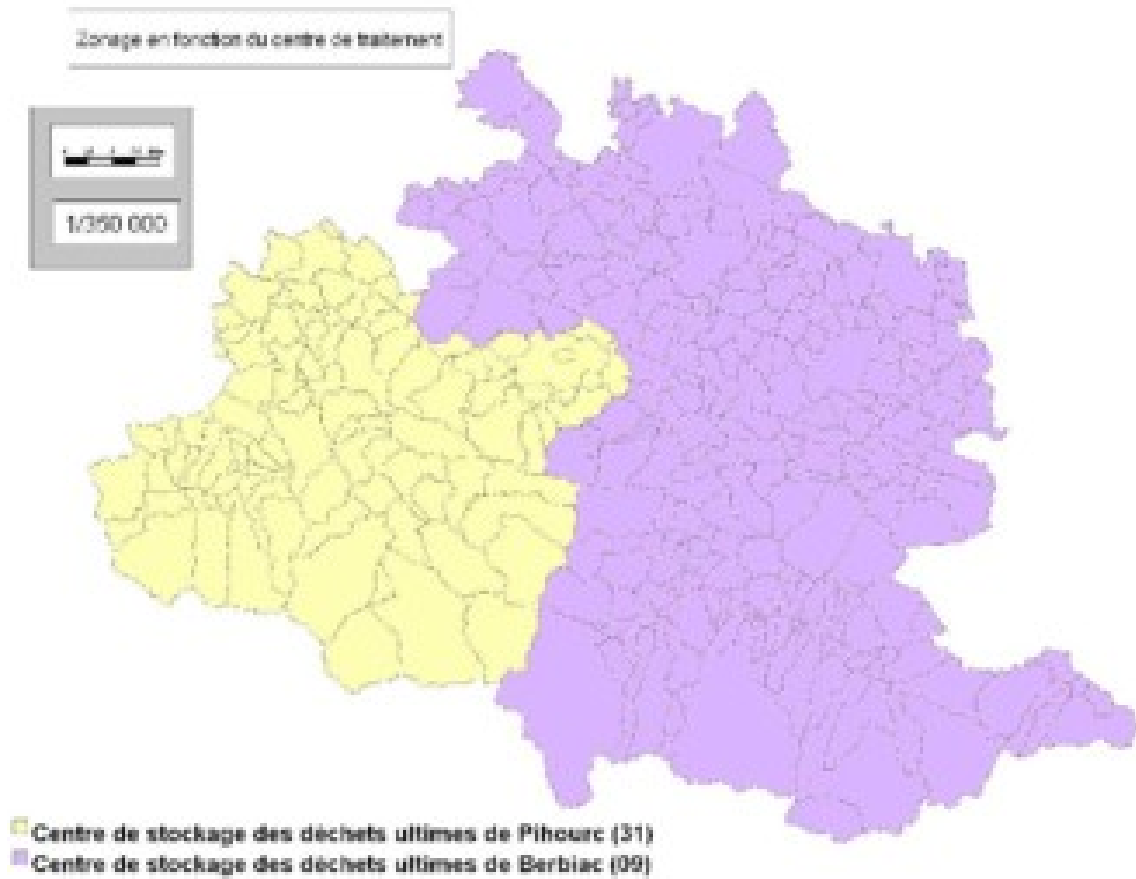 Zonage en fonction du centre de traitement
1/350 000
Centre de stockage des déchets ultimes de Pihourc (31)
Centre de stockage des déchets ultimes de Berbiac (09)